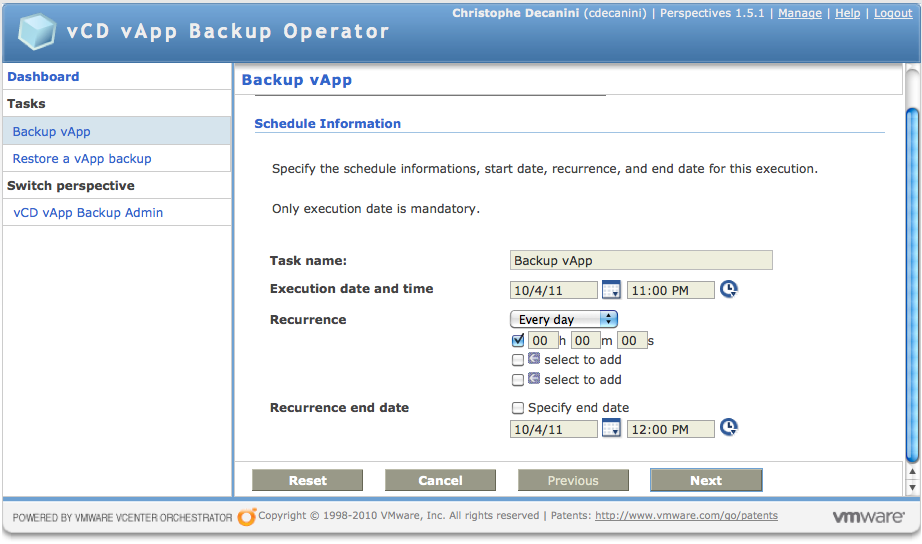 vCD vApp Backup Operator
Christophe Decanini (cdecanini) | Perspectives 1.5.1 | Manage | Help | Logout
Dashboard
Tasks
Backup vApp
Restore a vApp backup
Switch perspective
vCD vApp Backup Admin
Backup vApp
Schedule Information
Specify the schedule informations, start date, recurrence, and end date for this execution.
Only execution date is mandatory.
Task name: Backup vApp
Execution date and time 10/4/11 11:00 PM
Recurrence Every day
00 h 00 m 00 s
select to add
select to add
Recurrence end date Specify end date
10/4/11 12:00 PM
Reset Cancel Previous Next
POWERED BY VMWARE VCENTER ORCHESTRATOR Copyright © 1998-2010 VMware, Inc. All rights reserved | Patents: http://www.vmware.com/go/patents vmware